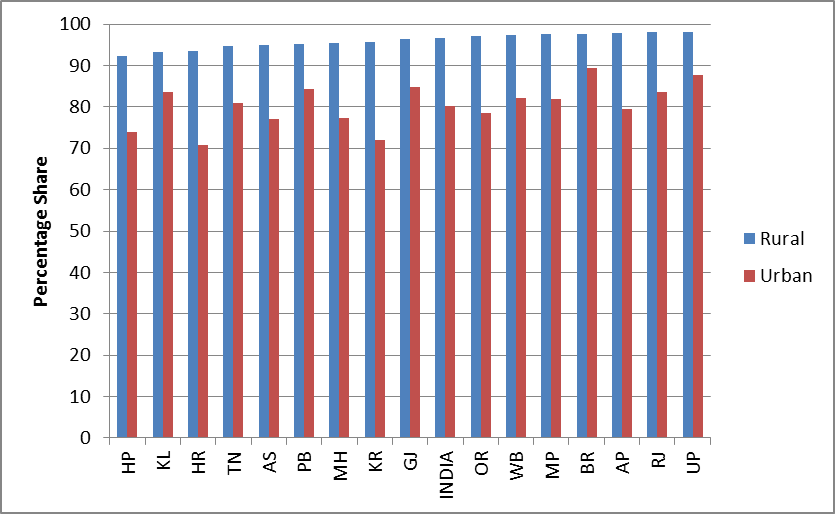 Percentage Share
100
90
80
70
60
50
40
30
20
10
0
HP
KL
HR
TN
AS
PB
MH
KR
GJ
INDIA
OR
WB
MP
BR
AP
RJ
UP
Rural
Urban